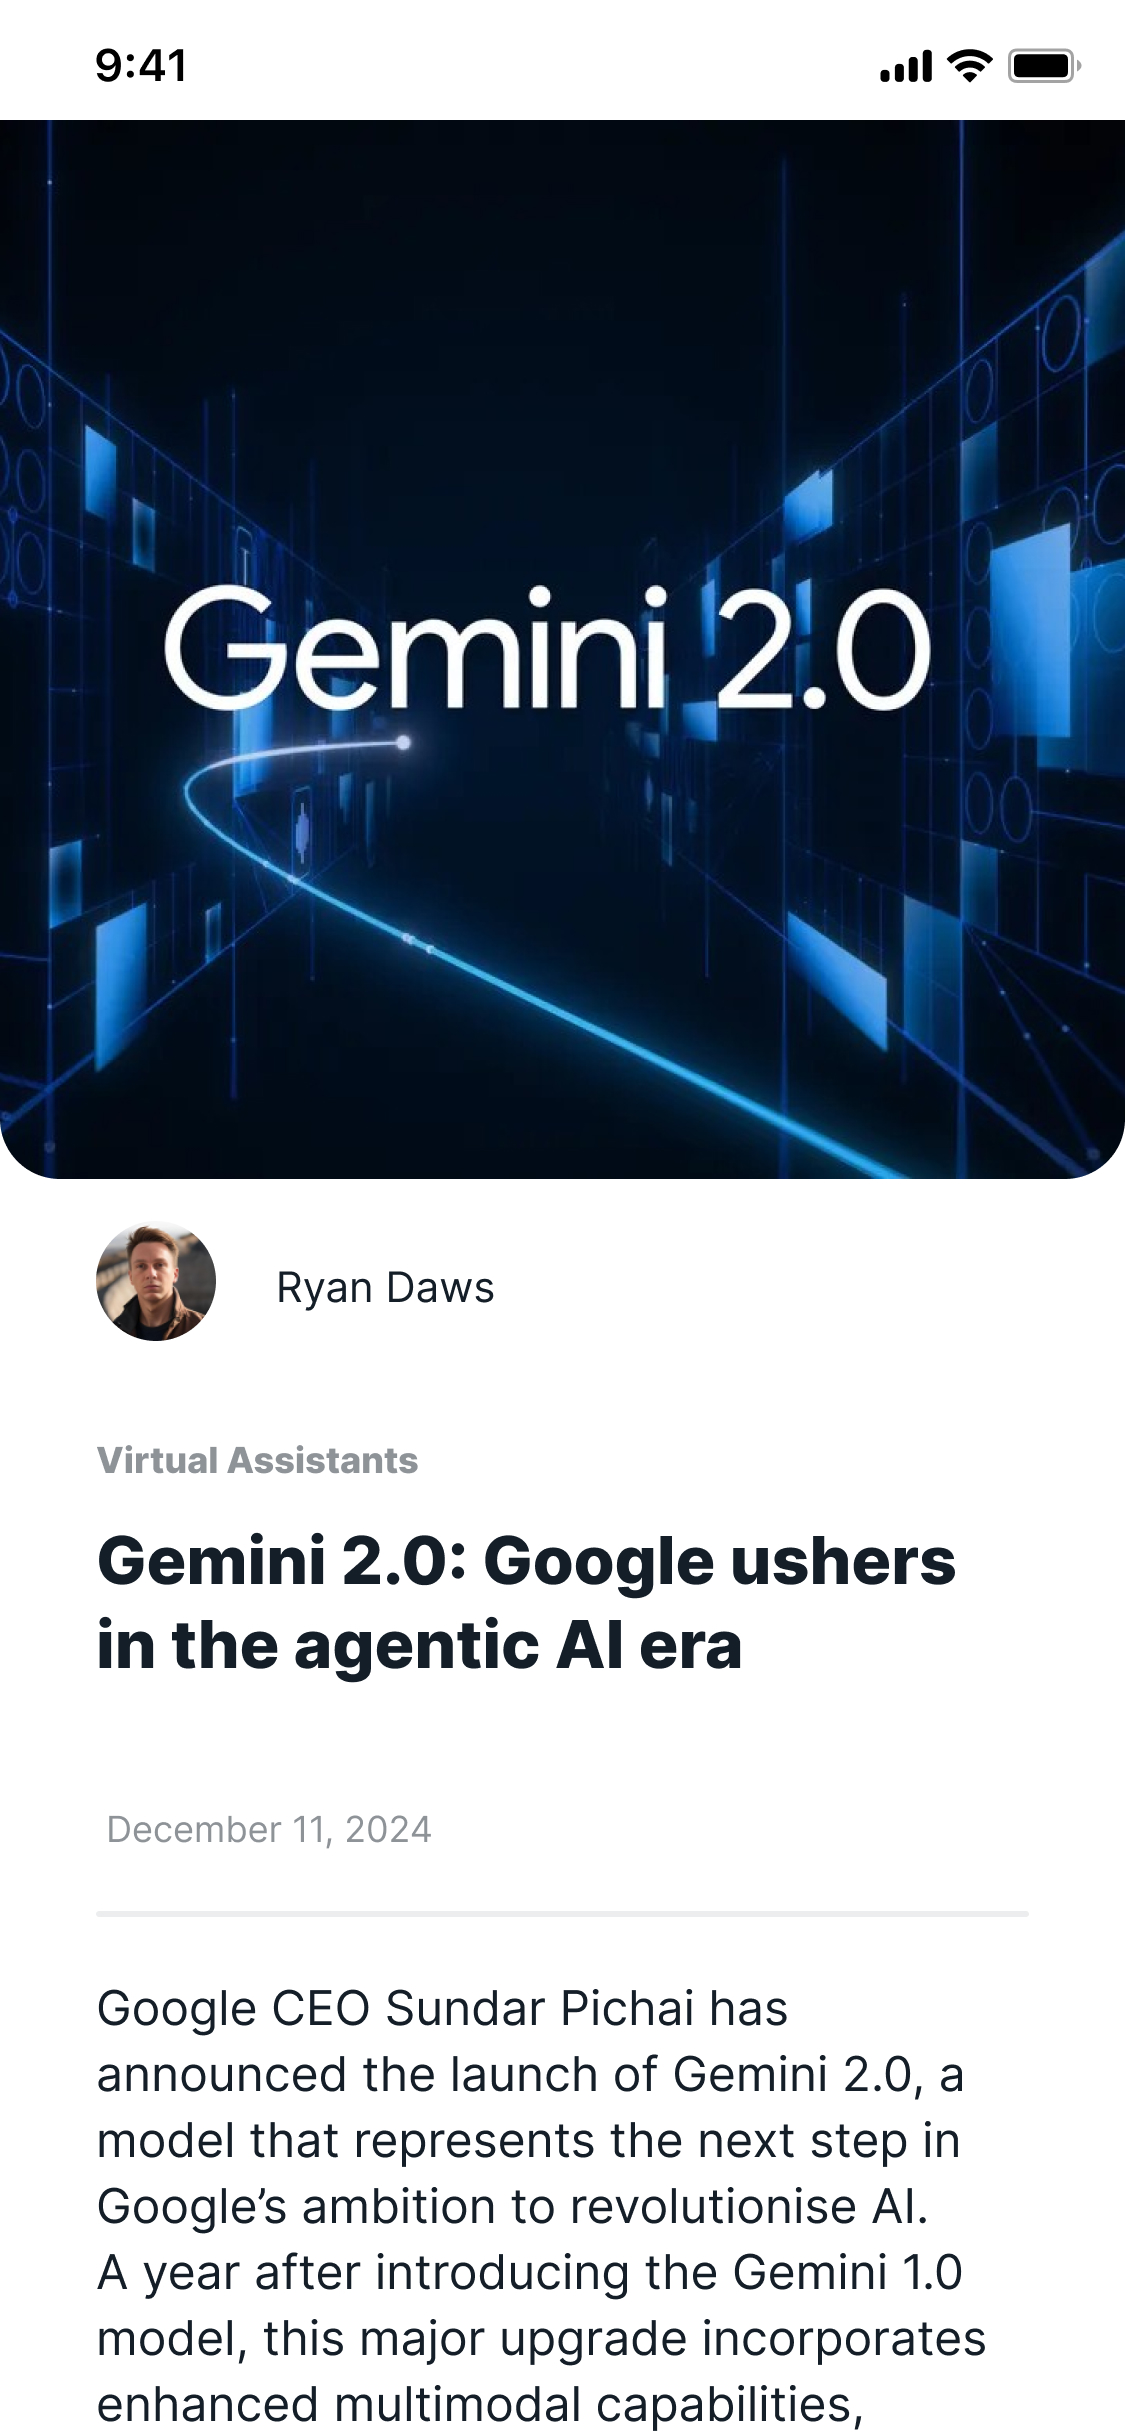 9:41
Gemini 2.0
Ryan Daws
Virtual Assistants
Gemini 2.0: Google ushers
in the agentic AI era
December 11, 2024
Google CEO Sundar Pichai has
announced the launch of Gemini 2.0, a
model that represents the next step in
Google’s ambition to revolutionise AI.
A year after introducing the Gemini 1.0
model, this major upgrade incorporates
enhanced multimodal capabilities,